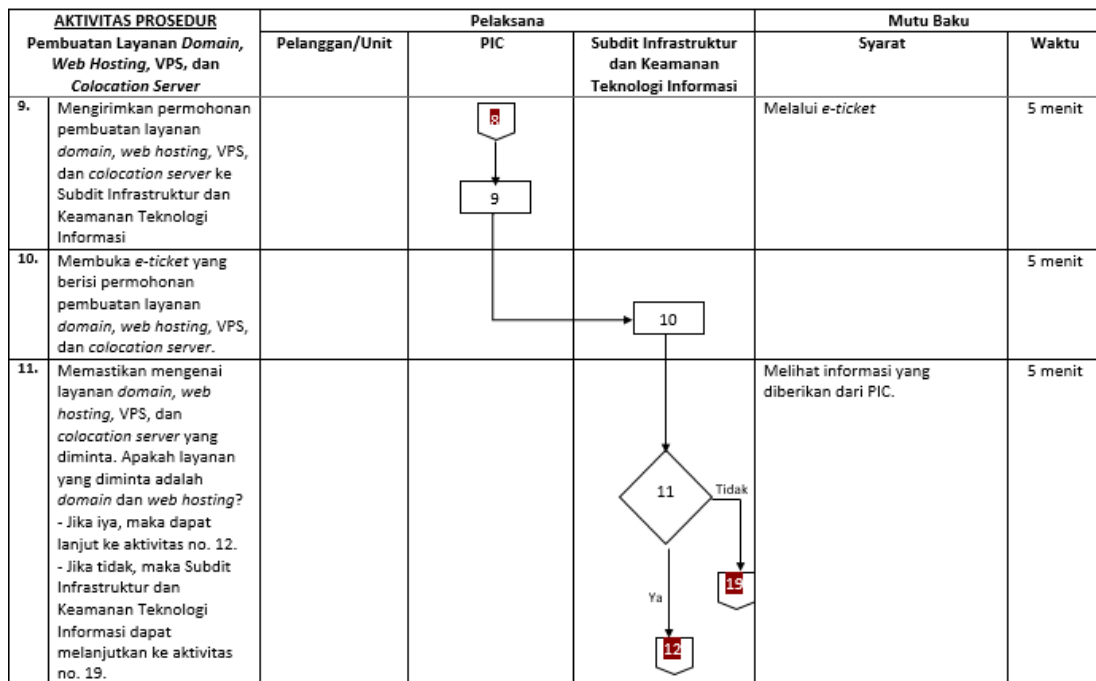 AKTIVITAS PROSEDUR
Pembuatan Layanan Domain,
Web Hosting, VPS, dan
Colocation Server
Pelaksana
Mutu Baku
Pelanggan/Unit
PIC
Subdit Infrastruktur
dan Keamanan
Teknologi Informasi
Syarat
Waktu
9.
Mengirimkan permohonan
pembuatan layanan
domain, web hosting, VPS,
dan colocation server ke
Subdit Infrastruktur dan
Keamanan Teknologi
Informasi
8
9
Melalui e-ticket
5 menit
10.
Membuka e-ticket yang
berisi permohonan
pembuatan layanan
domain, web hosting, VPS,
dan colocation server.
10
5 menit
11.
Memastikan mengenai
layanan domain, web
hosting, VPS, dan
colocation server yang
diminta. Apakah layanan
yang diminta adalah
domain dan web hosting?
- Jika iya, maka dapat
lanjut ke aktivitas no. 12.
- Jika tidak, maka Subdit
Infrastruktur dan
Keamanan Teknologi
Informasi dapat
melanjutkan ke aktivitas
no. 19.
11
Tidak
19
Ya
12
Melihat informasi yang
diberikan dari PIC.
5 menit